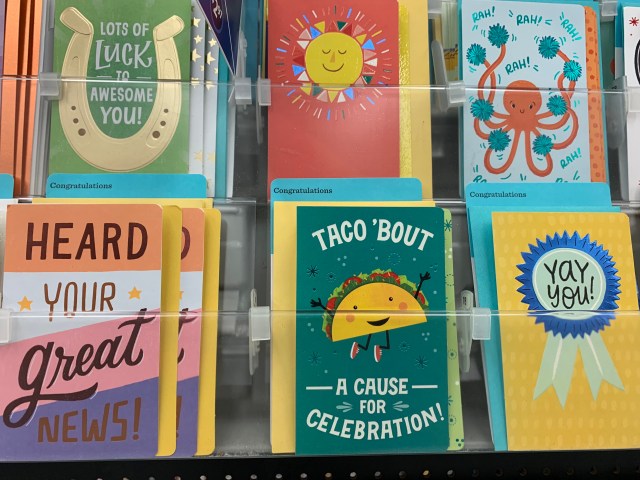 LOTS OF
LUCK
TO
AWESOME
YOU!
RAH! RAH!
RAH!
RAH!
RAH!
RAH!
Congratulations
Congratulations
Congratulations
HEARD
YOUR
great
NEWS!
TACO 'BOUT
A CAUSE
FOR
CELEBRATION!
YAY
YOU!